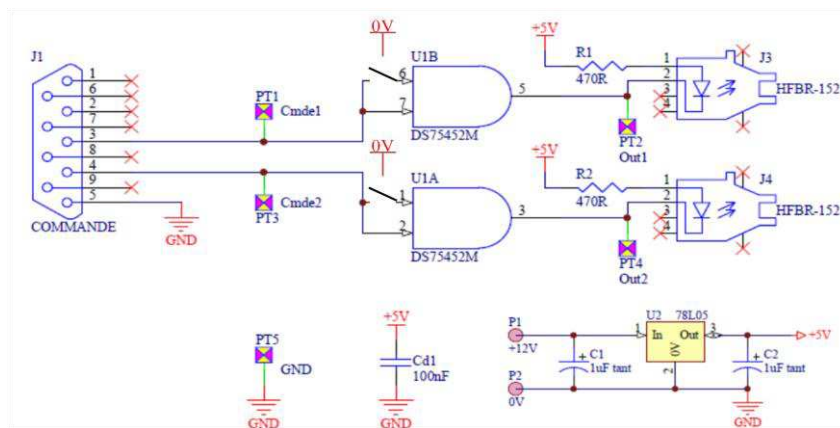 J1
1
6
2
7
3
8
4
9
5
COMMANDE
GND
PT1
Cmde1
Cmde2
PT3
0V
U1B
6
7
5
DS75452M
+5V
R1
470R
1
2
3
4
J3
HFBR-152
PT2
Out1
0V
U1A
1
2
3
DS75452M
+5V
R2
470R
1
2
3
4
J4
HFBR-152
PT4
Out2
PT5
GND
GND
+5V
Cd1
100nF
GND
P1
+12V
P2
0V
C1
1uF tant
U2 78L05
1
In Out
0V
3
2
+5V
C2
1uF tant
GND